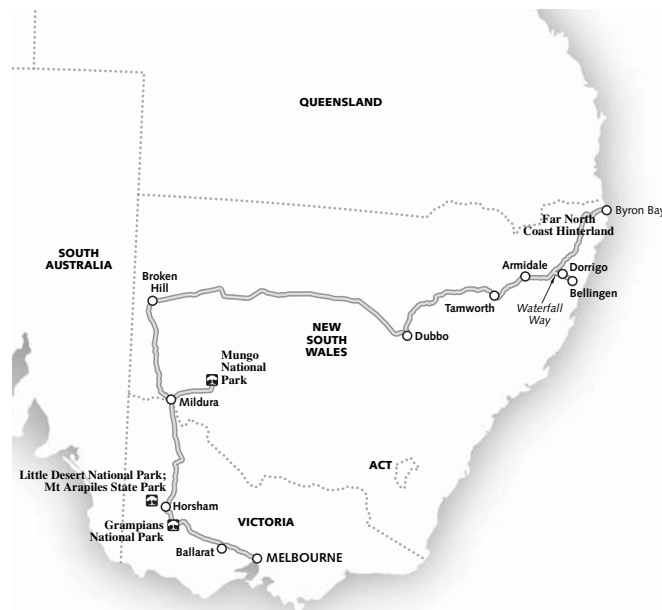 QUEENSLAND
Byron Bay
Far North
Coast Hinterland
SOUTH
AUSTRALIA
Armidale
Dorrigo
Bellingen
Broken
Hill
Tamworth
Waterfall
Way
NEW
SOUTH
WALES
Dubbo
Mungo
National
Park
Mildura
ACT
Little Desert National Park;
Mt Arapiles State Park
Horsham
Grampians
National Park
VICTORIA
Ballarat
MELBOURNE